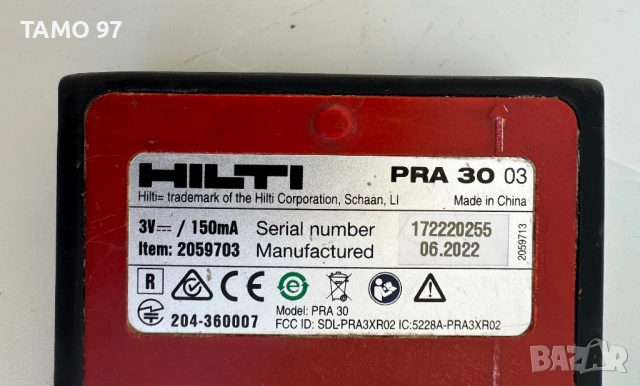 TAMO 97
HILTI PRA 30 03
Hilti= trademark of the Hilti Corporation, Schaan, LI Made in China
3V⎓/ 150mA Serial number 172220255
Item: 2059703 Manufactured 06.2022
2059713
R CE
204-360007 Model: PRA 30
FCC ID: SDL-PRA3XR02 IC:5228A-PRA3XR02
BAZAR